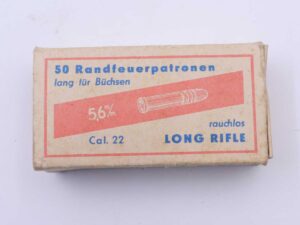 50 Randfeuerpatronen
lang für Büchsen
5,6 m/m
Cal. 22
rauchlos
LONG RIFLE